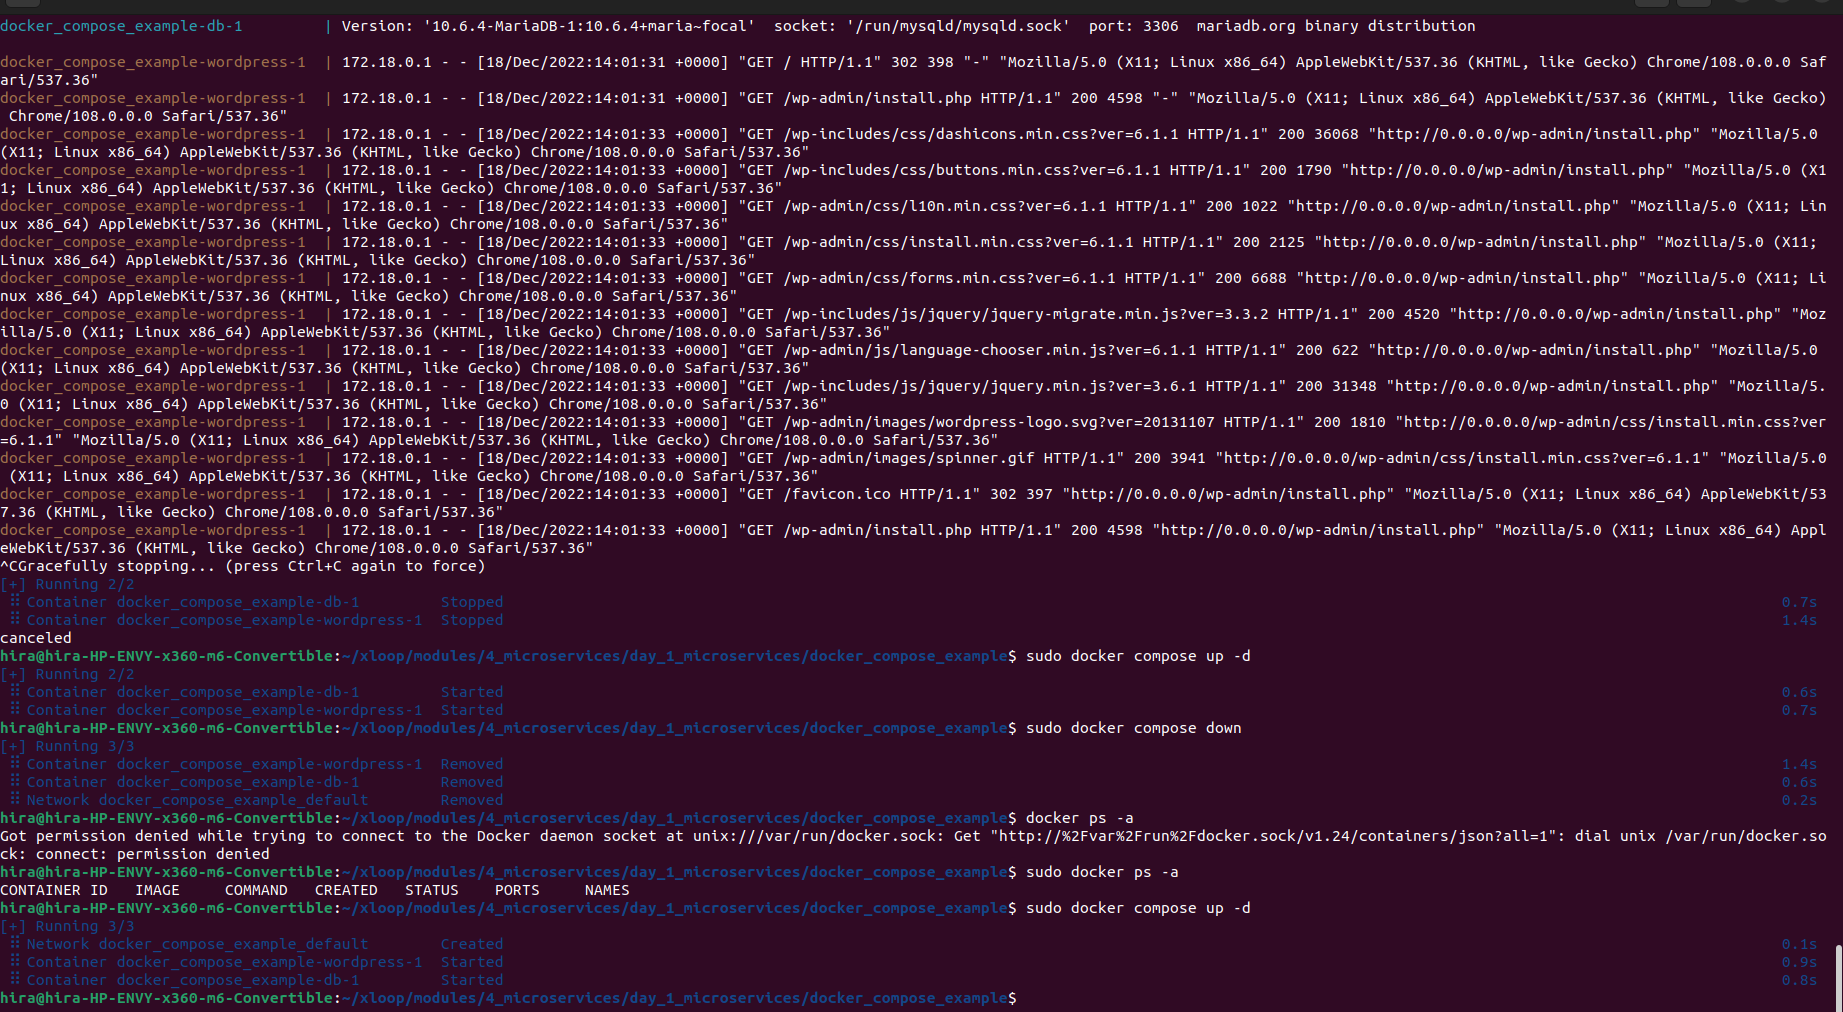 docker_compose_example-db-1         | Version: '10.6.4-MariaDB-1:10.6.4+maria~focal'  socket: '/run/mysqld/mysqld.sock'  port: 3306  mariadb.org binary distribution
docker_compose_example-wordpress-1  | 172.18.0.1 - - [18/Dec/2022:14:01:31 +0000] "GET / HTTP/1.1" 302 398 "-" "Mozilla/5.0 (X11; Linux x86_64) AppleWebKit/537.36 (KHTML, like Gecko) Chrome/108.0.0.0 Saf
ari/537.36"
docker_compose_example-wordpress-1  | 172.18.0.1 - - [18/Dec/2022:14:01:31 +0000] "GET /wp-admin/install.php HTTP/1.1" 200 4598 "-" "Mozilla/5.0 (X11; Linux x86_64) AppleWebKit/537.36 (KHTML, like Gecko)
 Chrome/108.0.0.0 Safari/537.36"
docker_compose_example-wordpress-1  | 172.18.0.1 - - [18/Dec/2022:14:01:33 +0000] "GET /wp-includes/css/dashicons.min.css?ver=6.1.1 HTTP/1.1" 200 36068 "http://0.0.0.0/wp-admin/install.php" "Mozilla/5.0
(X11; Linux x86_64) AppleWebKit/537.36 (KHTML, like Gecko) Chrome/108.0.0.0 Safari/537.36"
docker_compose_example-wordpress-1  | 172.18.0.1 - - [18/Dec/2022:14:01:33 +0000] "GET /wp-includes/css/buttons.min.css?ver=6.1.1 HTTP/1.1" 200 1790 "http://0.0.0.0/wp-admin/install.php" "Mozilla/5.0 (X1
1; Linux x86_64) AppleWebKit/537.36 (KHTML, like Gecko) Chrome/108.0.0.0 Safari/537.36"
docker_compose_example-wordpress-1  | 172.18.0.1 - - [18/Dec/2022:14:01:33 +0000] "GET /wp-admin/css/l10n.min.css?ver=6.1.1 HTTP/1.1" 200 1022 "http://0.0.0.0/wp-admin/install.php" "Mozilla/5.0 (X11; Lin
ux x86_64) AppleWebKit/537.36 (KHTML, like Gecko) Chrome/108.0.0.0 Safari/537.36"
docker_compose_example-wordpress-1  | 172.18.0.1 - - [18/Dec/2022:14:01:33 +0000] "GET /wp-admin/css/install.min.css?ver=6.1.1 HTTP/1.1" 200 2125 "http://0.0.0.0/wp-admin/install.php" "Mozilla/5.0 (X11;
Linux x86_64) AppleWebKit/537.36 (KHTML, like Gecko) Chrome/108.0.0.0 Safari/537.36"
docker_compose_example-wordpress-1  | 172.18.0.1 - - [18/Dec/2022:14:01:33 +0000] "GET /wp-admin/css/forms.min.css?ver=6.1.1 HTTP/1.1" 200 6688 "http://0.0.0.0/wp-admin/install.php" "Mozilla/5.0 (X11; Li
nux x86_64) AppleWebKit/537.36 (KHTML, like Gecko) Chrome/108.0.0.0 Safari/537.36"
docker_compose_example-wordpress-1  | 172.18.0.1 - - [18/Dec/2022:14:01:33 +0000] "GET /wp-includes/js/jquery/jquery-migrate.min.js?ver=3.3.2 HTTP/1.1" 200 4520 "http://0.0.0.0/wp-admin/install.php" "Moz
illa/5.0 (X11; Linux x86_64) AppleWebKit/537.36 (KHTML, like Gecko) Chrome/108.0.0.0 Safari/537.36"
docker_compose_example-wordpress-1  | 172.18.0.1 - - [18/Dec/2022:14:01:33 +0000] "GET /wp-admin/js/language-chooser.min.js?ver=6.1.1 HTTP/1.1" 200 622 "http://0.0.0.0/wp-admin/install.php" "Mozilla/5.0
(X11; Linux x86_64) AppleWebKit/537.36 (KHTML, like Gecko) Chrome/108.0.0.0 Safari/537.36"
docker_compose_example-wordpress-1  | 172.18.0.1 - - [18/Dec/2022:14:01:33 +0000] "GET /wp-includes/js/jquery/jquery.min.js?ver=3.6.1 HTTP/1.1" 200 31348 "http://0.0.0.0/wp-admin/install.php" "Mozilla/5.
0 (X11; Linux x86_64) AppleWebKit/537.36 (KHTML, like Gecko) Chrome/108.0.0.0 Safari/537.36"
docker_compose_example-wordpress-1  | 172.18.0.1 - - [18/Dec/2022:14:01:33 +0000] "GET /wp-admin/images/wordpress-logo.svg?ver=20131107 HTTP/1.1" 200 1810 "http://0.0.0.0/wp-admin/css/install.min.css?ver
=6.1.1" "Mozilla/5.0 (X11; Linux x86_64) AppleWebKit/537.36 (KHTML, like Gecko) Chrome/108.0.0.0 Safari/537.36"
docker_compose_example-wordpress-1  | 172.18.0.1 - - [18/Dec/2022:14:01:33 +0000] "GET /wp-admin/images/spinner.gif HTTP/1.1" 200 3941 "http://0.0.0.0/wp-admin/css/install.min.css?ver=6.1.1" "Mozilla/5.0
 (X11; Linux x86_64) AppleWebKit/537.36 (KHTML, like Gecko) Chrome/108.0.0.0 Safari/537.36"
docker_compose_example-wordpress-1  | 172.18.0.1 - - [18/Dec/2022:14:01:33 +0000] "GET /favicon.ico HTTP/1.1" 302 397 "http://0.0.0.0/wp-admin/install.php" "Mozilla/5.0 (X11; Linux x86_64) AppleWebKit/53
7.36 (KHTML, like Gecko) Chrome/108.0.0.0 Safari/537.36"
docker_compose_example-wordpress-1  | 172.18.0.1 - - [18/Dec/2022:14:01:33 +0000] "GET /wp-admin/install.php HTTP/1.1" 200 4598 "http://0.0.0.0/wp-admin/install.php" "Mozilla/5.0 (X11; Linux x86_64) Appl
eWebKit/537.36 (KHTML, like Gecko) Chrome/108.0.0.0 Safari/537.36"
^CGracefully stopping... (press Ctrl+C again to force)
[+] Running 2/2
 ⠿ Container docker_compose_example-db-1         Stopped 0.7s
 ⠿ Container docker_compose_example-wordpress-1  Stopped 1.4s
canceled
hira@hira-HP-ENVY-x360-m6-Convertible:~/xloop/modules/4_microservices/day_1_microservices/docker_compose_example$ sudo docker compose up -d
[+] Running 2/2
 ⠿ Container docker_compose_example-db-1         Started 0.6s
 ⠿ Container docker_compose_example-wordpress-1  Started 0.7s
hira@hira-HP-ENVY-x360-m6-Convertible:~/xloop/modules/4_microservices/day_1_microservices/docker_compose_example$ sudo docker compose down
[+] Running 3/3
 ⠿ Container docker_compose_example-wordpress-1  Removed 1.4s
 ⠿ Container docker_compose_example-db-1         Removed 0.6s
 ⠿ Network docker_compose_example_default        Removed 0.2s
hira@hira-HP-ENVY-x360-m6-Convertible:~/xloop/modules/4_microservices/day_1_microservices/docker_compose_example$ docker ps -a
Got permission denied while trying to connect to the Docker daemon socket at unix:///var/run/docker.sock: Get "http://%2Fvar%2Frun%2Fdocker.sock/v1.24/containers/json?all=1": dial unix /var/run/docker.so
ck: connect: permission denied
hira@hira-HP-ENVY-x360-m6-Convertible:~/xloop/modules/4_microservices/day_1_microservices/docker_compose_example$ sudo docker ps -a
CONTAINER ID   IMAGE     COMMAND   CREATED   STATUS    PORTS     NAMES
hira@hira-HP-ENVY-x360-m6-Convertible:~/xloop/modules/4_microservices/day_1_microservices/docker_compose_example$ sudo docker compose up -d
[+] Running 3/3
 ⠿ Network docker_compose_example_default        Created 0.1s
 ⠿ Container docker_compose_example-wordpress-1  Started 0.9s
 ⠿ Container docker_compose_example-db-1         Started 0.8s
hira@hira-HP-ENVY-x360-m6-Convertible:~/xloop/modules/4_microservices/day_1_microservices/docker_compose_example$